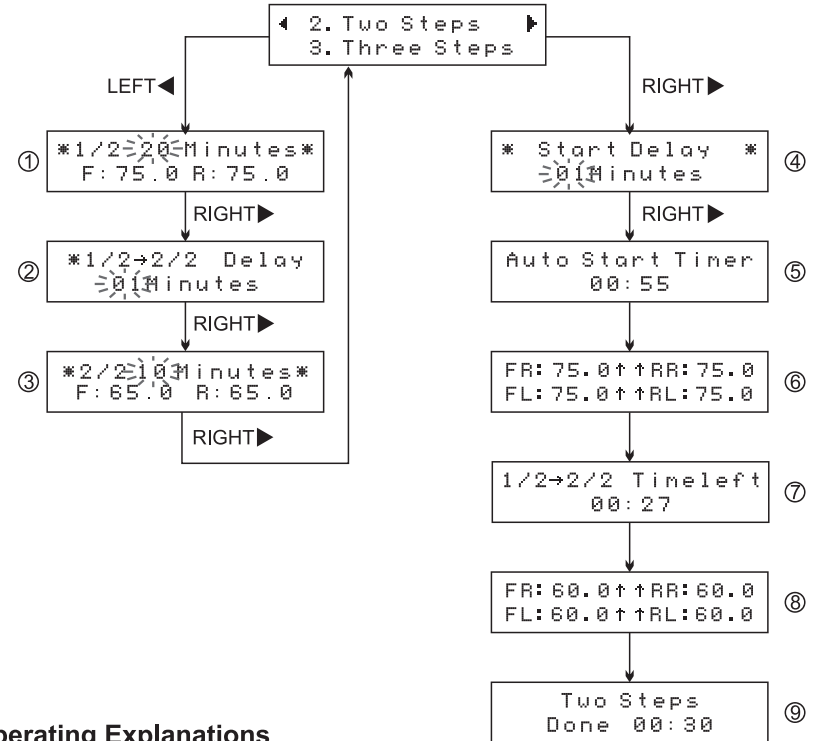 ◀ 2. Two Steps ▶
3. Three Steps
LEFT◀
① *1/2 20 Minutes*
F: 75.0 R: 75.0
RIGHT▶
② *1/2→2/2 Delay
01 Minutes
RIGHT▶
③ *2/2 10 Minutes*
F: 65.0 R: 65.0
RIGHT▶
RIGHT▶
* Start Delay * ④
01 Minutes
RIGHT▶
Auto Start Timer ⑤
00:55
FR: 75.0↑↑RR: 75.0 ⑥
FL: 75.0↑↑RL: 75.0
1/2→2/2 Timeleft ⑦
00:27
FR: 60.0↑↑RR: 60.0 ⑧
FL: 60.0↑↑RL: 60.0
Two Steps ⑨
Done 00:30
perating Explanations